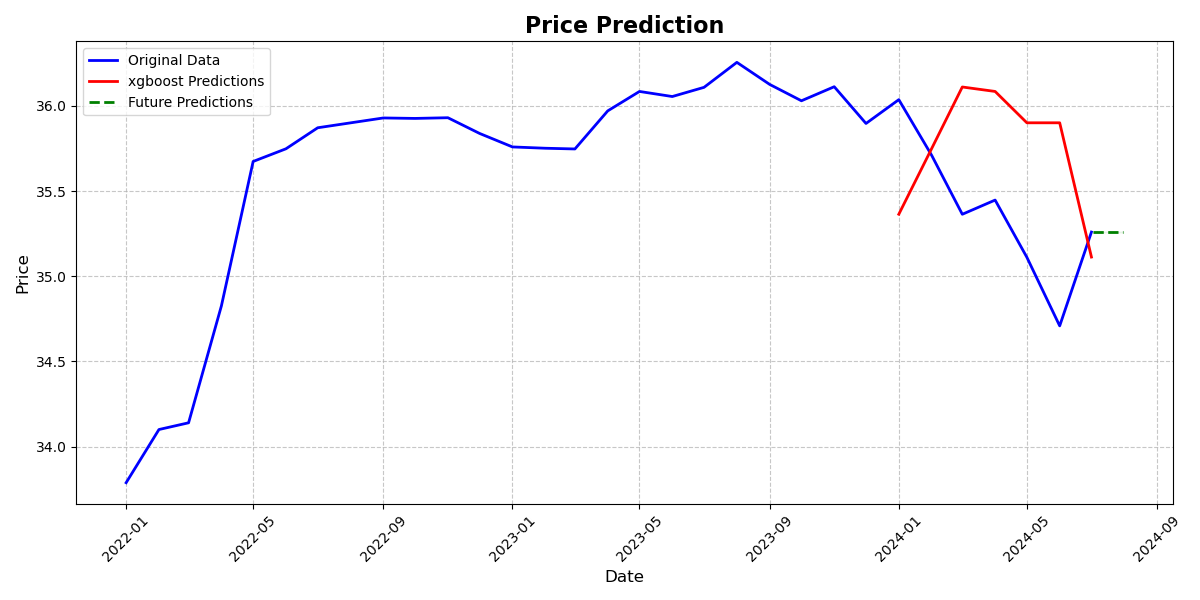 Price Prediction
Original Data
xgboost Predictions
Future Predictions
Price
36.0
35.5
35.0
34.5
34.0
2022-01
2022-05
2022-09
2023-01
2023-05
2023-09
2024-01
2024-05
2024-09
Date